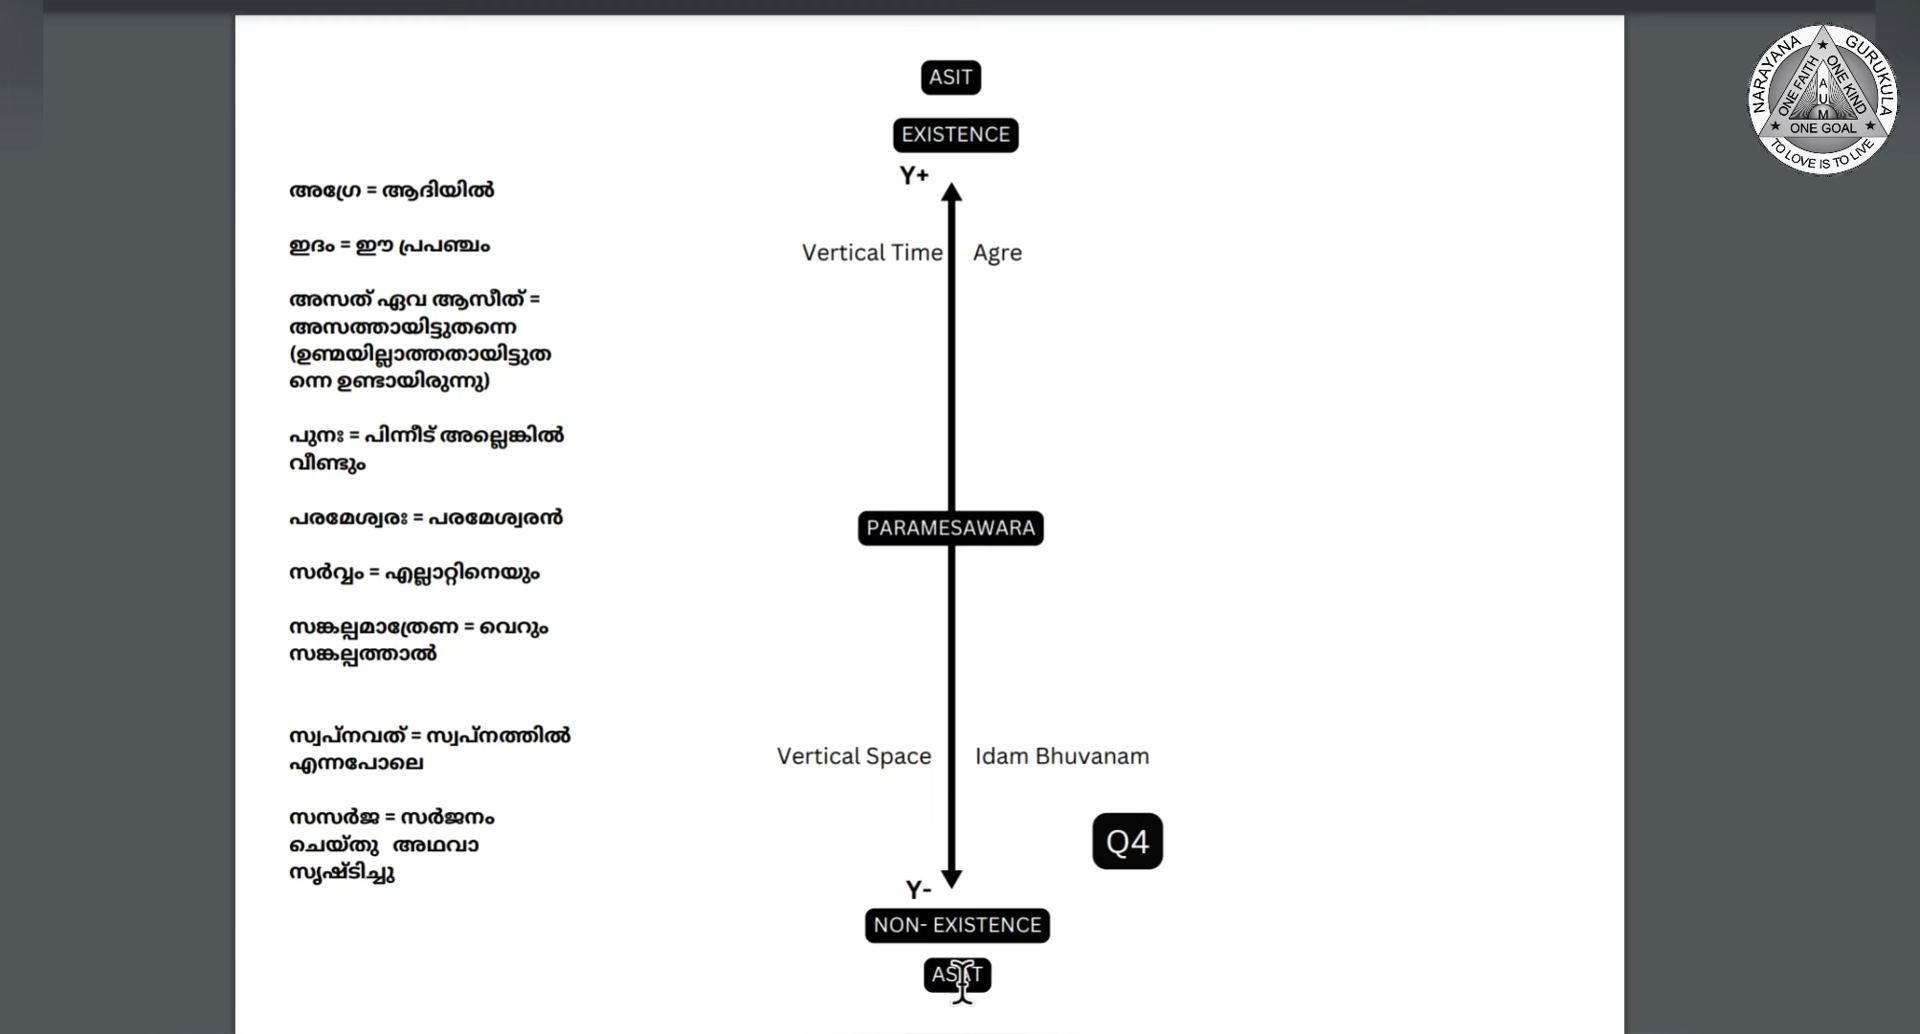 ASIT
EXISTENCE
Y+
Vertical Time
Agre
PARAMESAWARA
Vertical Space
Idam Bhuvanam
Q4
Y-
NON- EXISTENCE
ASAT
അഗ്രേ = ആദിയിൽ
ഇദം = ഈ പ്രപഞ്ചം
അസത് ഏവ ആസീത് =
അസത്തായിട്ടുതന്നെ
(ഉണ്മയില്ലാത്തതായിട്ടുത
ന്നെ ഉണ്ടായിരുന്നു)
പുനഃ = പിന്നീട് അല്ലെങ്കിൽ
വീണ്ടും
പരമേശ്വരഃ = പരമേശ്വരൻ
സർവ്വം = എല്ലാറ്റിനെയും
സങ്കല്പമാത്രേണ = വെറും
സങ്കല്പത്താൽ
സ്വപ്നവത് = സ്വപ്നത്തിൽ
എന്നപോലെ
സസർജ = സർജനം
ചെയ്തു അഥവാ
സൃഷ്ടിച്ചു
NARAYANA GURUKULA
ONE FAITH
ONE KIND
AUM
ONE GOAL
TO LOVE IS TO LIVE